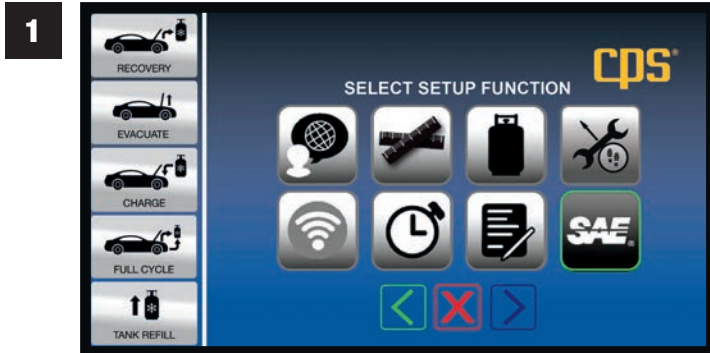 1
RECOVERY
EVACUATE
CHARGE
FULL CYCLE
TANK REFILL
cps®
SELECT SETUP FUNCTION
SAE.